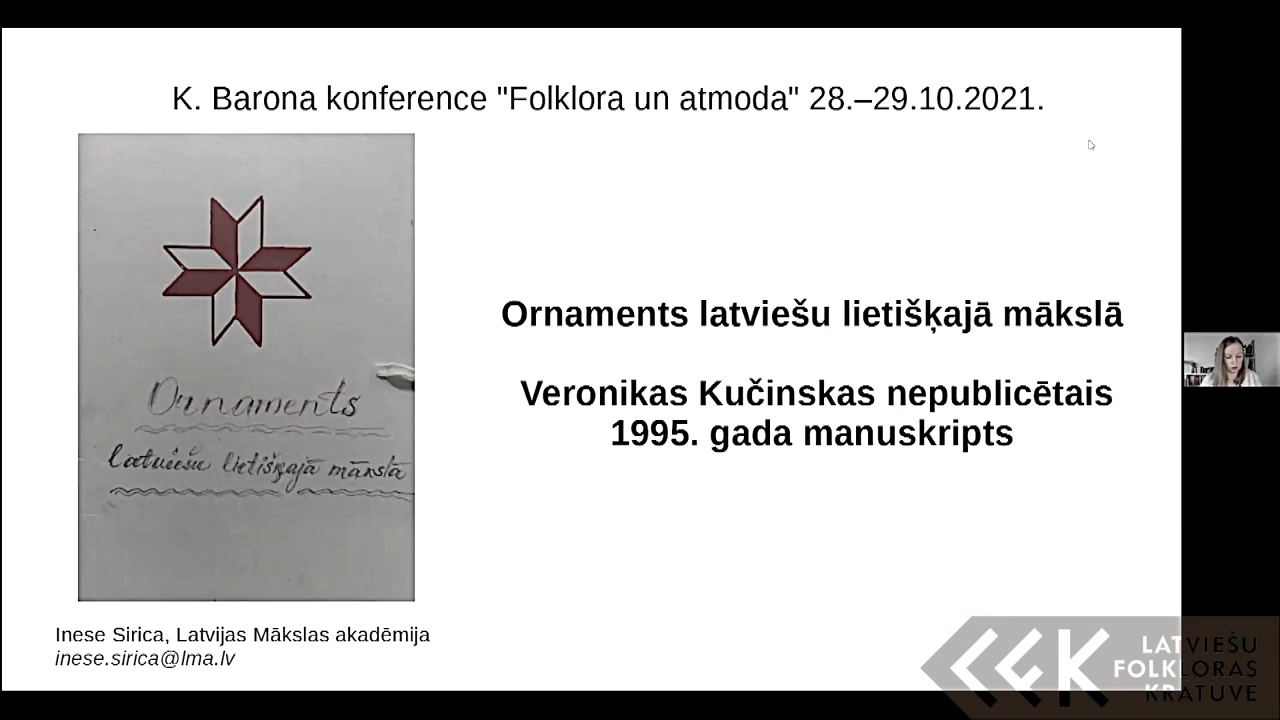 K. Barona konference "Folklora un atmoda" 28.–29.10.2021.
Ornaments
latviešu lietišķajā mākslā
Ornaments latviešu lietišķajā mākslā
Veronikas Kučinskas nepublicētais
1995. gada manuskripts
Inese Sirica, Latvijas Mākslas akadēmija
inese.sirica@lma.lv
LFK
LATVIEŠU
FOLKLORAS
KRĀTUVE